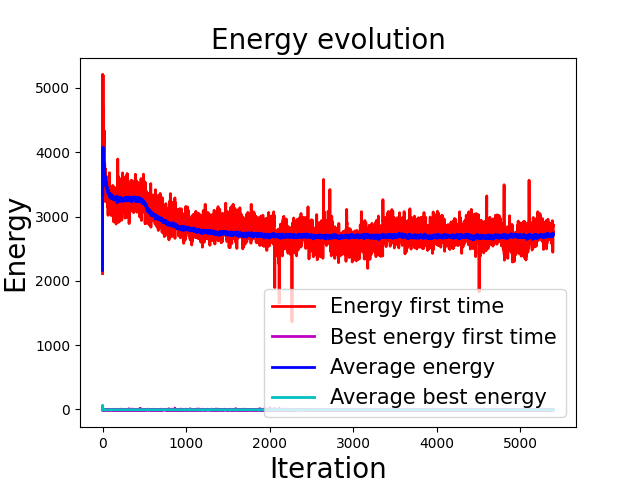 Energy evolution
Energy
5000
4000
3000
2000
1000
0
Energy first time
Best energy first time
Average energy
Average best energy
0 1000 2000 3000 4000 5000
Iteration